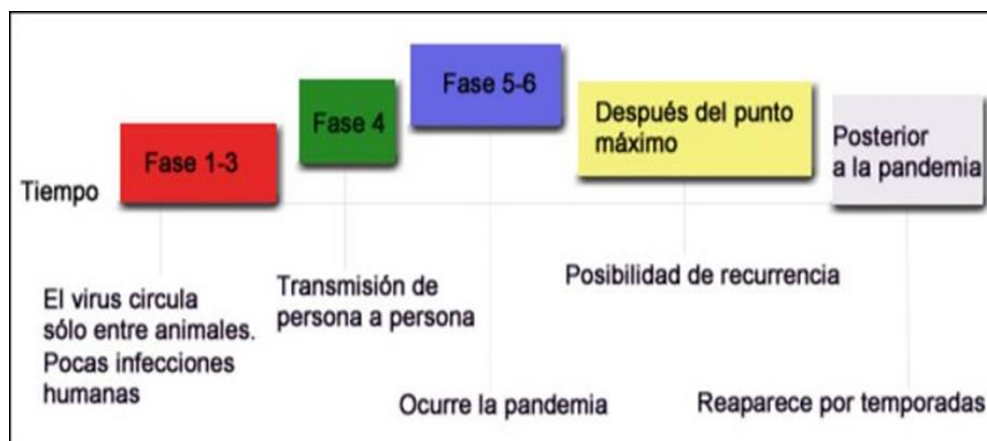 Fase 1-3
Fase 4
Fase 5-6
Después del punto
máximo
Posterior
a la pandemia
Tiempo
El virus circula
sólo entre animales.
Pocas infecciones
humanas
Transmisión de
persona a persona
Ocurre la pandemia
Posibilidad de recurrencia
Reaparece por temporadas